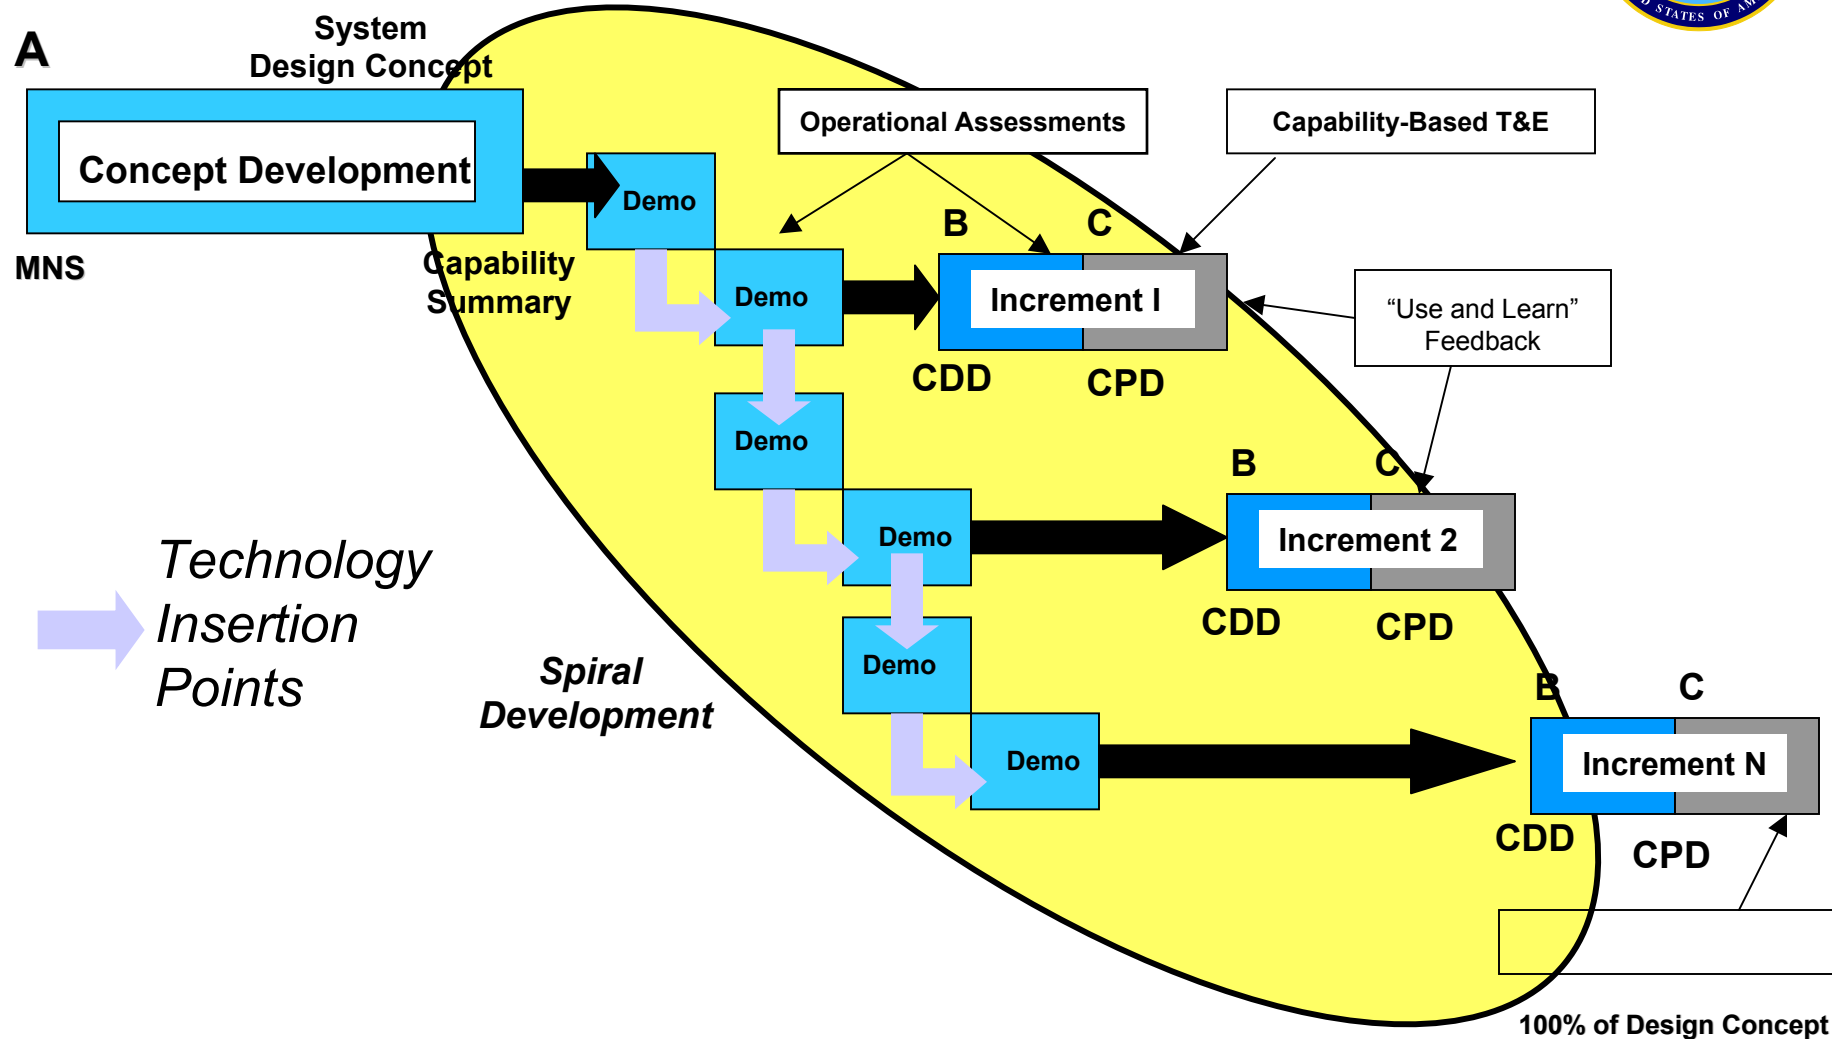 D STATES OF AM
System
Design Concept
A
Concept Development
MNS
Capability
Summary
Operational Assessments
Capability-Based T&E
Demo
Demo
B
C
Increment I
CDD
CPD
“Use and Learn”
Feedback
Demo
Demo
B
C
Increment 2
CDD
CPD
Technology
Insertion
Points
Spiral
Development
Demo
Demo
B
C
Increment N
CDD
CPD
100% of Design Concept